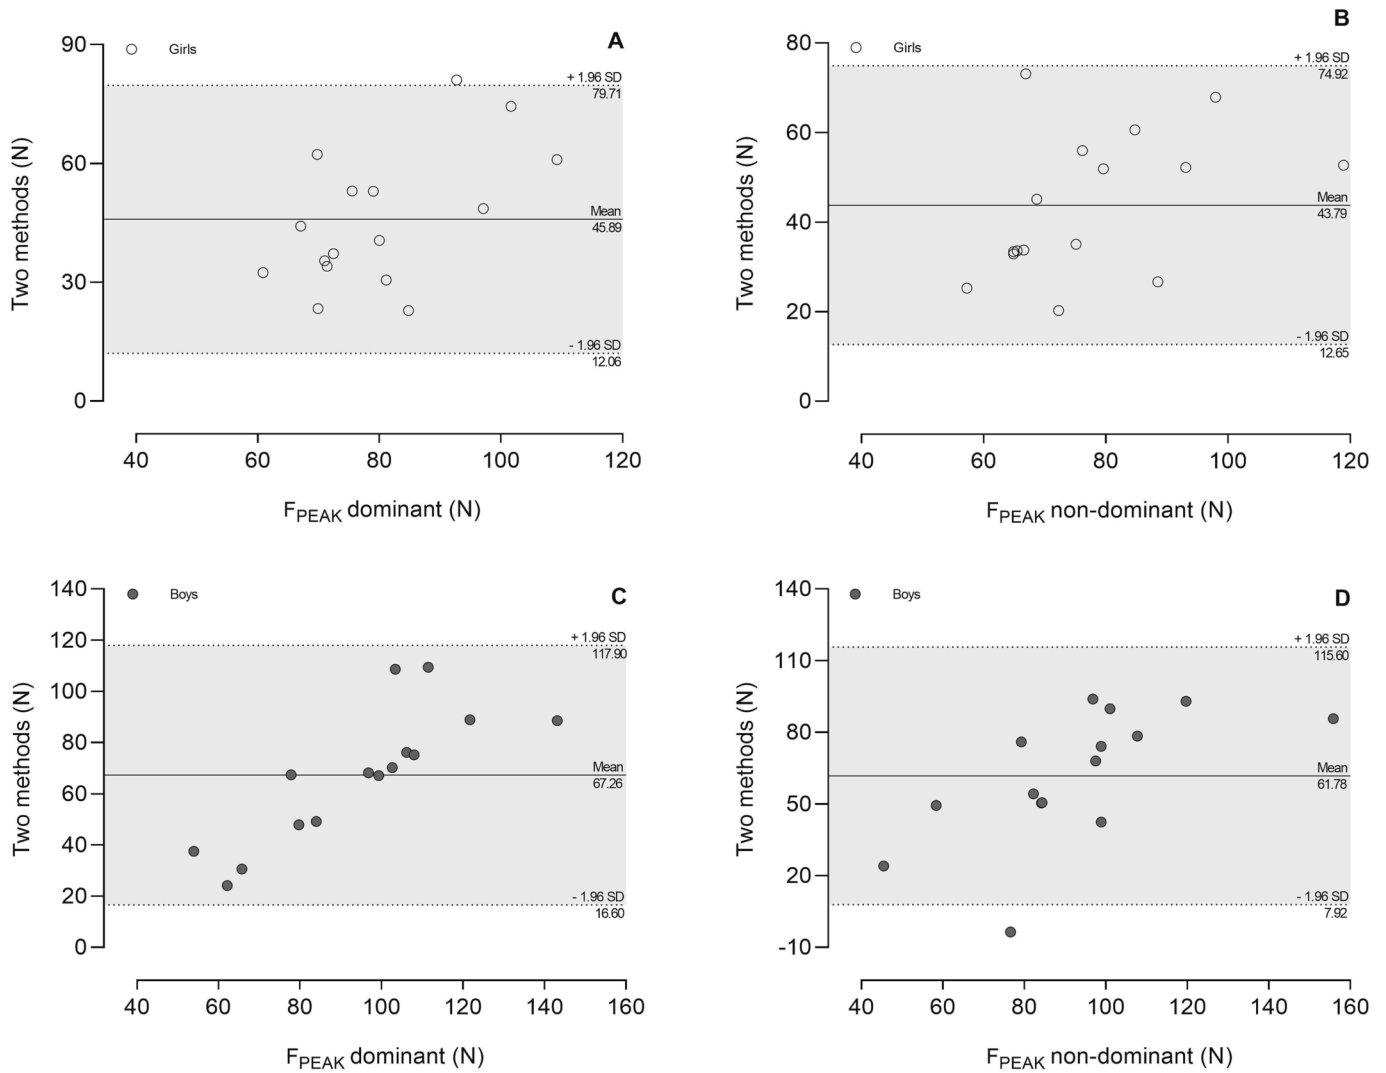 A
Girls
90
60
30
0
Two methods (N)
+ 1.96 SD
79.71
Mean
45.89
- 1.96 SD
12.06
40 60 80 100 120
FPEAK dominant (N)
B
Girls
80
60
40
20
0
Two methods (N)
+ 1.96 SD
74.92
Mean
43.79
- 1.96 SD
12.65
40 60 80 100 120
FPEAK non-dominant (N)
C
Boys
140
120
100
80
60
40
20
0
Two methods (N)
+ 1.96 SD
117.90
Mean
67.26
- 1.96 SD
16.60
40 60 80 100 120 140 160
FPEAK dominant (N)
D
Boys
140
110
80
50
20
-10
Two methods (N)
+ 1.96 SD
115.60
Mean
61.78
- 1.96 SD
7.92
40 60 80 100 120 140 160
FPEAK non-dominant (N)